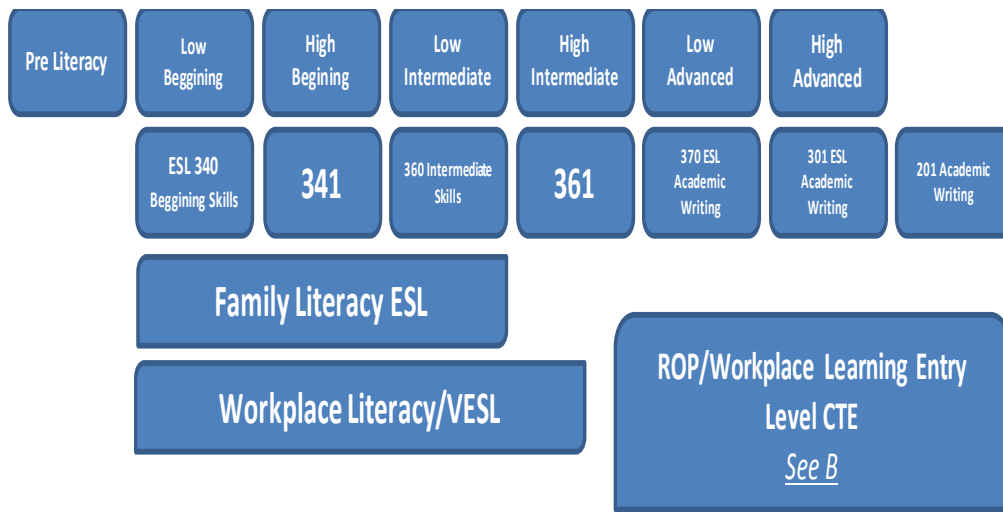 Pre Literacy
Low
Beggining
High
Begining
Low
Intermediate
High
Intermediate
Low
Advanced
High
Advanced
ESL 340
Beggining Skills
341
360 Intermediate
Skills
361
370 ESL
Academic
Writing
301 ESL
Academic
Writing
201 Academic
Writing
Family Literacy ESL
Workplace Literacy/VESL
ROP/Workplace Learning Entry
Level CTE
See B